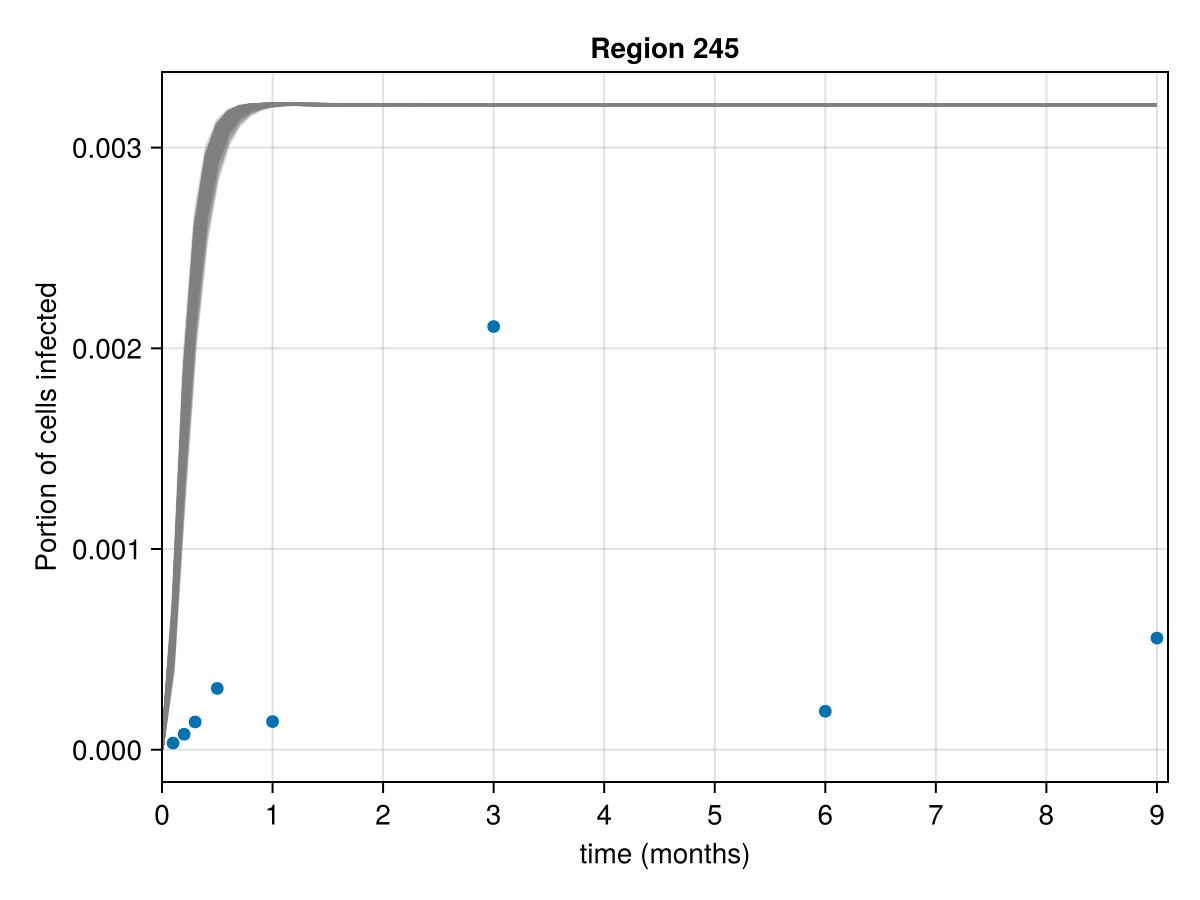 Region 245
Portion of cells infected
0.003
0.002
0.001
0.000
0 1 2 3 4 5 6 7 8 9
time (months)